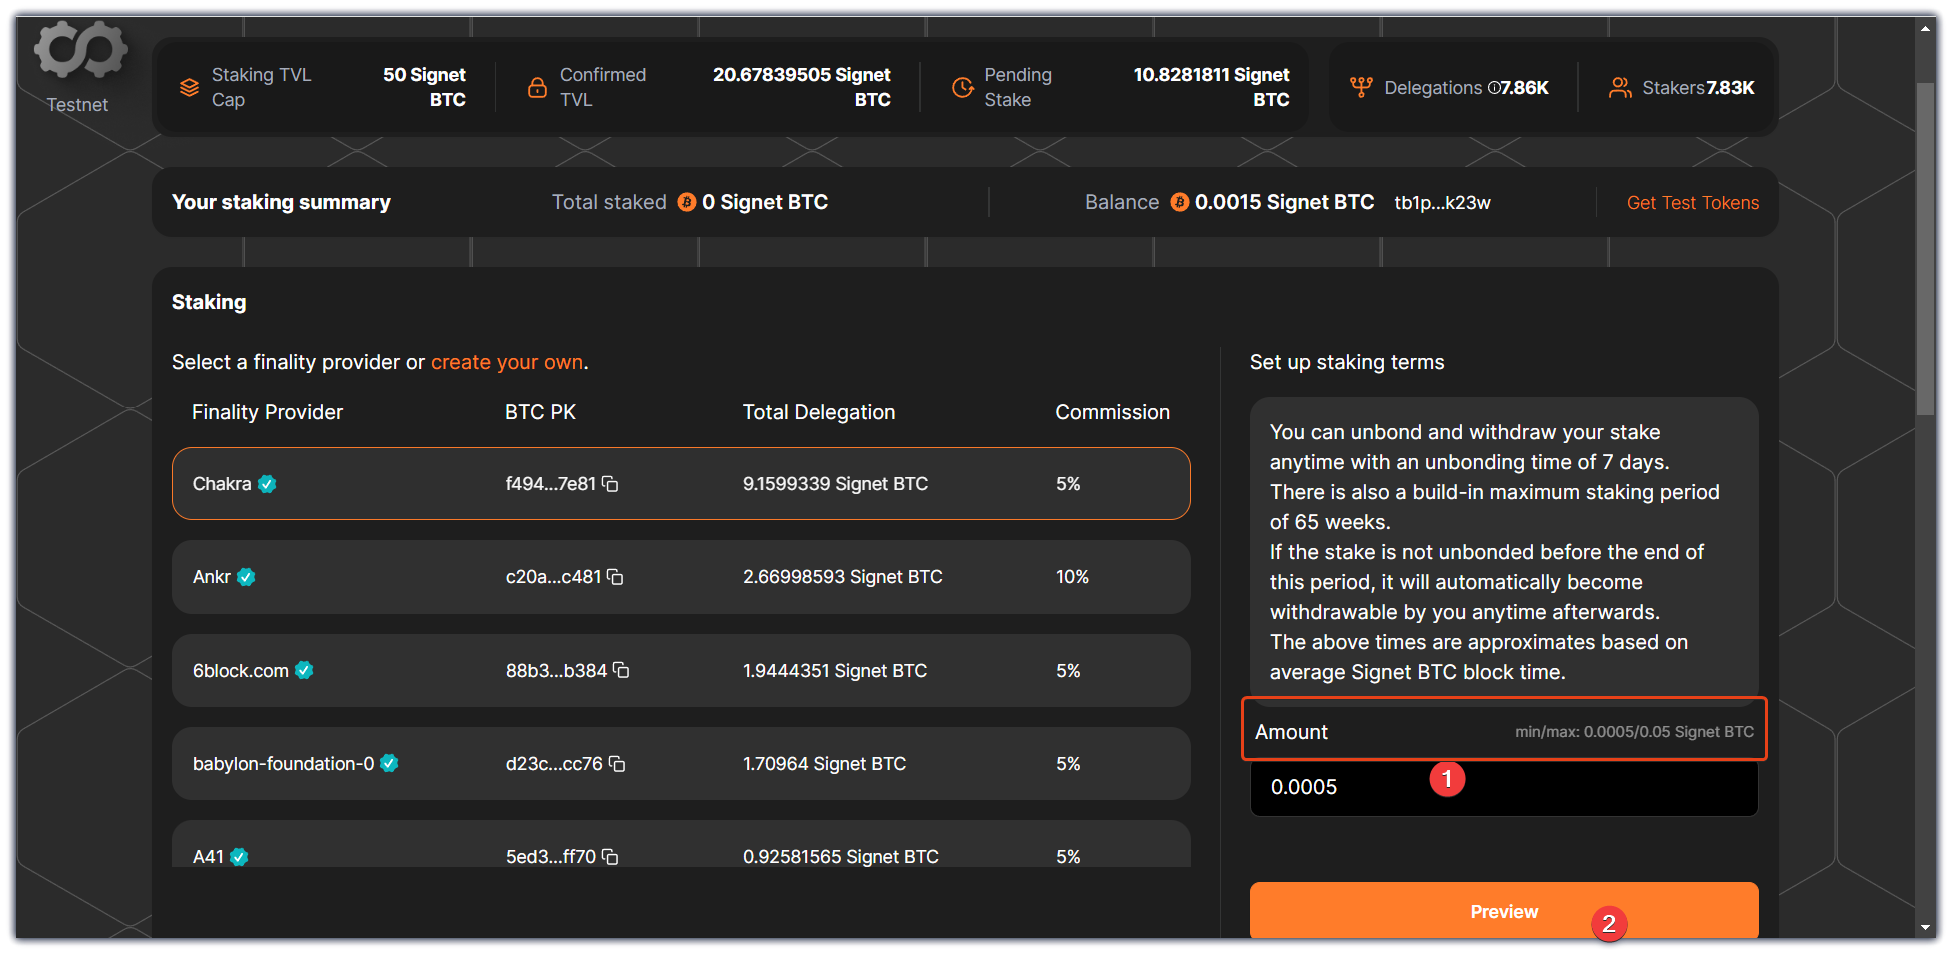 Testnet
Staking TVL Cap
50 Signet BTC
Confirmed TVL
20.67839505 Signet BTC
Pending Stake
10.8281811 Signet BTC
Delegations 7.86K
Stakers 7.83K
Your staking summary
Total staked 0 Signet BTC
Balance 0.0015 Signet BTC tb1p...k23w
Get Test Tokens
Staking
Select a finality provider or create your own.
Finality Provider BTC PK Total Delegation Commission
Chakra f494...7e81 9.1599339 Signet BTC 5%
Ankr c20a...c481 2.66998593 Signet BTC 10%
6block.com 88b3...b384 1.9444351 Signet BTC 5%
babylon-foundation-0 d23c...cc76 1.70964 Signet BTC 5%
A41 5ed3...ff70 0.92581565 Signet BTC 5%
Set up staking terms
You can unbond and withdraw your stake
anytime with an unbonding time of 7 days.
There is also a build-in maximum staking period
of 65 weeks.
If the stake is not unbonded before the end of
this period, it will automatically become
withdrawable by you anytime afterwards.
The above times are approximates based on
average Signet BTC block time.
Amount min/max: 0.0005/0.05 Signet BTC
1
0.0005
Preview
2